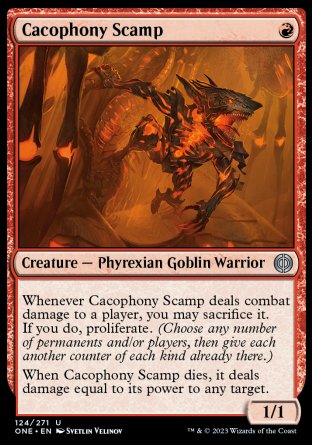 Cacophony Scamp
Creature — Phyrexian Goblin Warrior
Whenever Cacophony Scamp deals combat
damage to a player, you may sacrifice it.
If you do, proliferate. (Choose any number
of permanents and/or players, then give each
another counter of each kind already there.)
When Cacophony Scamp dies, it deals
damage equal to its power to any target.
1/1
124/271 U
ONE • EN SVETLIN VELINOV
™ & © 2023 Wizards of the Coast